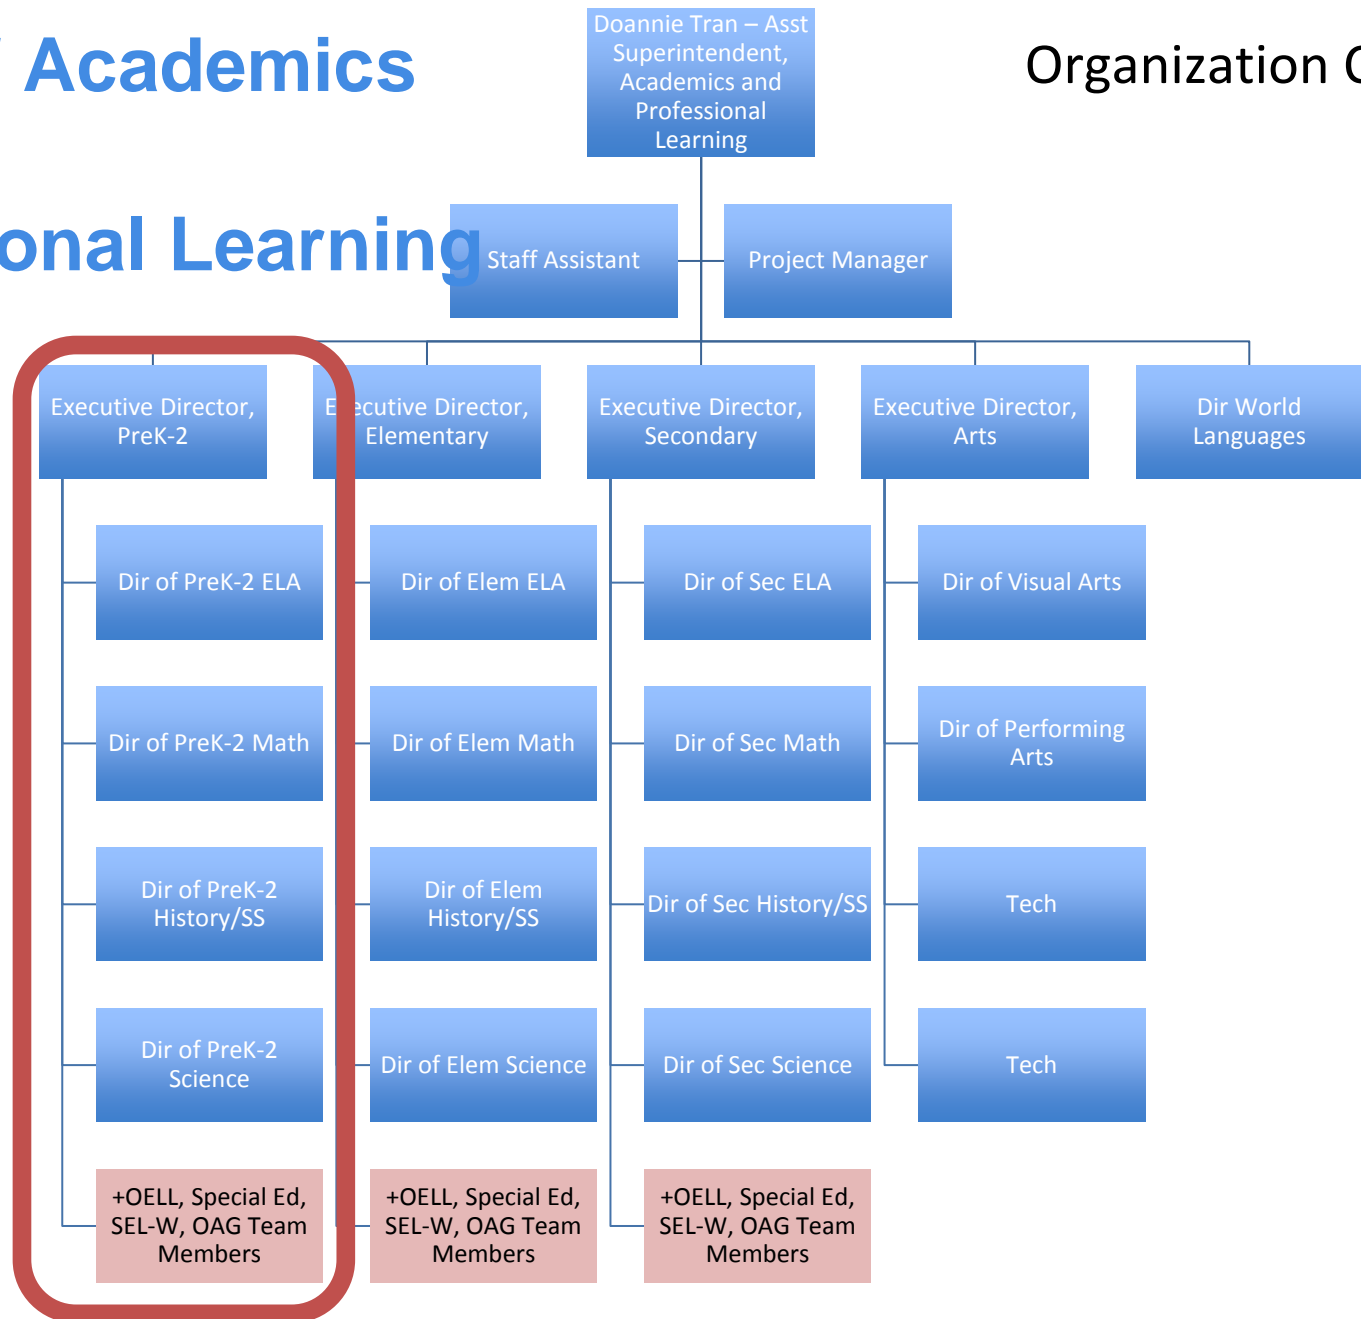 Academics
Doannie Tran – Asst
Superintendent,
Academics and
Professional
Learning
Organization
Learning
Staff Assistant
Project Manager
Executive Director,
PreK-2
Executive Director,
Elementary
Executive Director,
Secondary
Executive Director,
Arts
Dir World
Languages
Dir of PreK-2 ELA
Dir of Elem ELA
Dir of Sec ELA
Dir of Visual Arts
Dir of PreK-2 Math
Dir of Elem Math
Dir of Sec Math
Dir of Performing
Arts
Dir of PreK-2
History/SS
Dir of Elem
History/SS
Dir of Sec History/SS
Tech
Dir of PreK-2
Science
Dir of Elem Science
Dir of Sec Science
Tech
+OELL, Special Ed,
SEL-W, OAG Team
Members
+OELL, Special Ed,
SEL-W, OAG Team
Members
+OELL, Special Ed,
SEL-W, OAG Team
Members